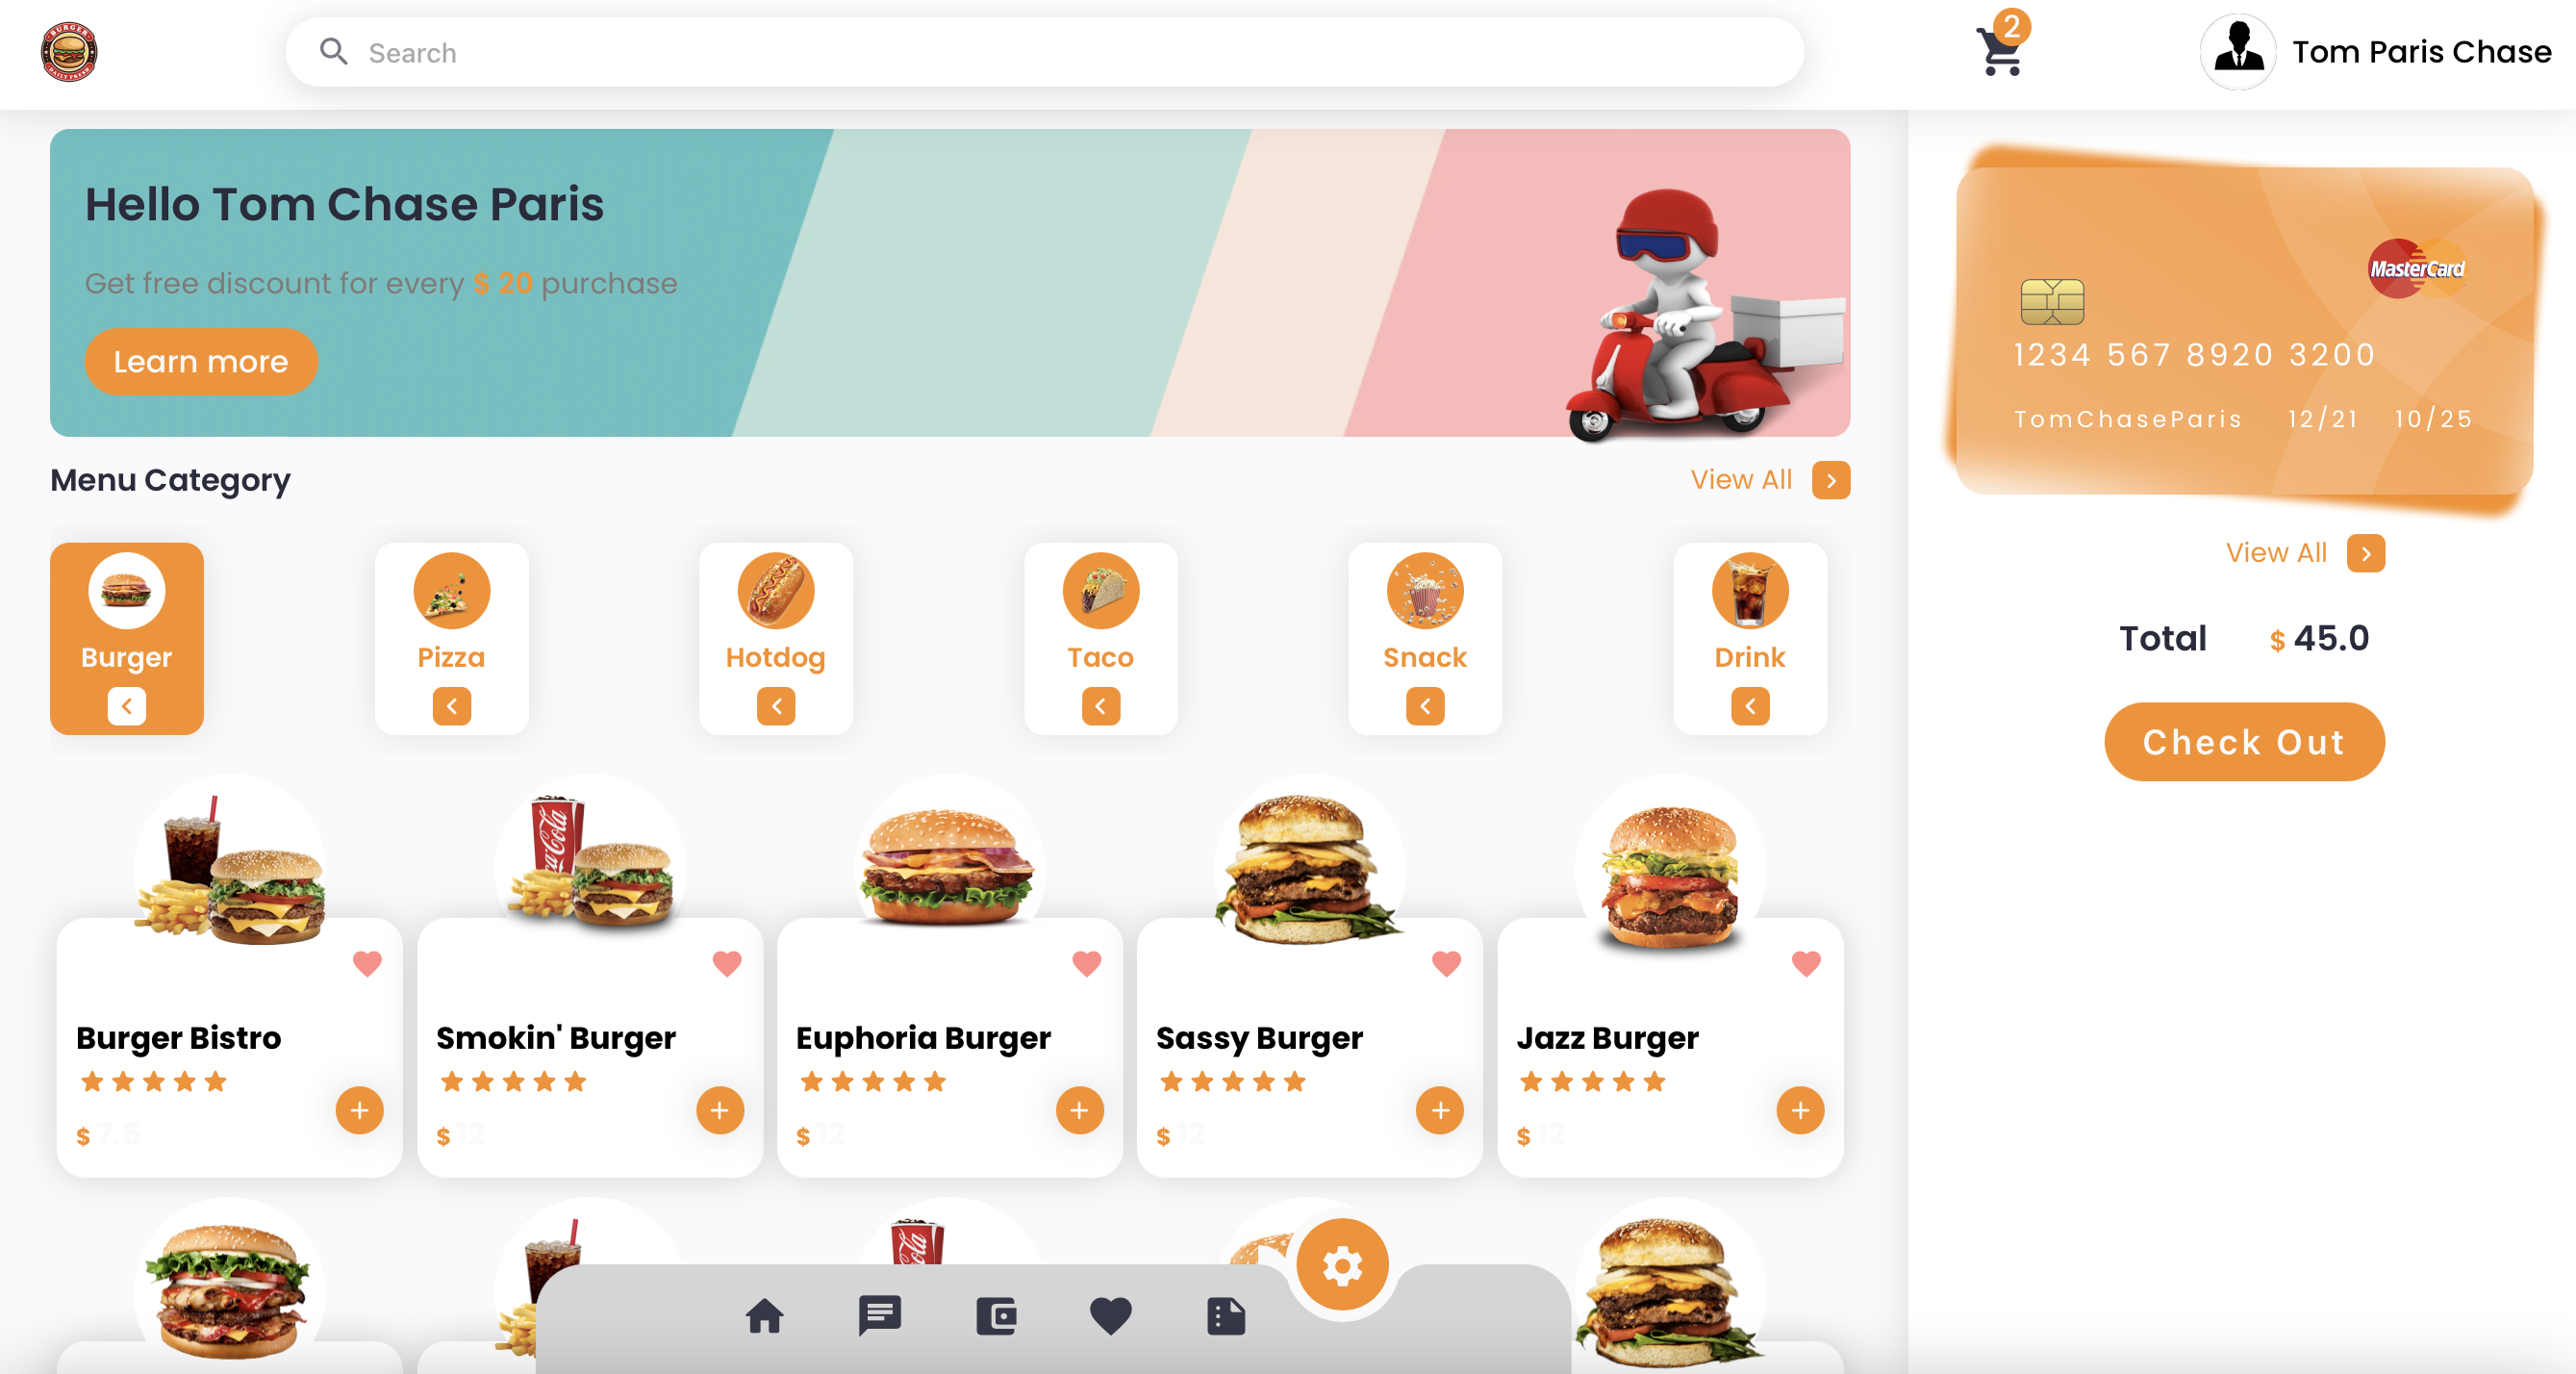 BURGER
DAILY FRESH
Search
2
Tom Paris Chase
Hello Tom Chase Paris
Get free discount for every $ 20 purchase
Learn more
MasterCard
1234 567 8920 3200
TomChaseParis 12/21 10/25
Menu Category
View All
View All
Burger
Pizza
Hotdog
Taco
Snack
Drink
Total $ 45.0
Check Out
Burger Bistro
$ 7.5
Smokin' Burger
$ 12
Euphoria Burger
$ 12
Sassy Burger
$ 12
Jazz Burger
$ 12